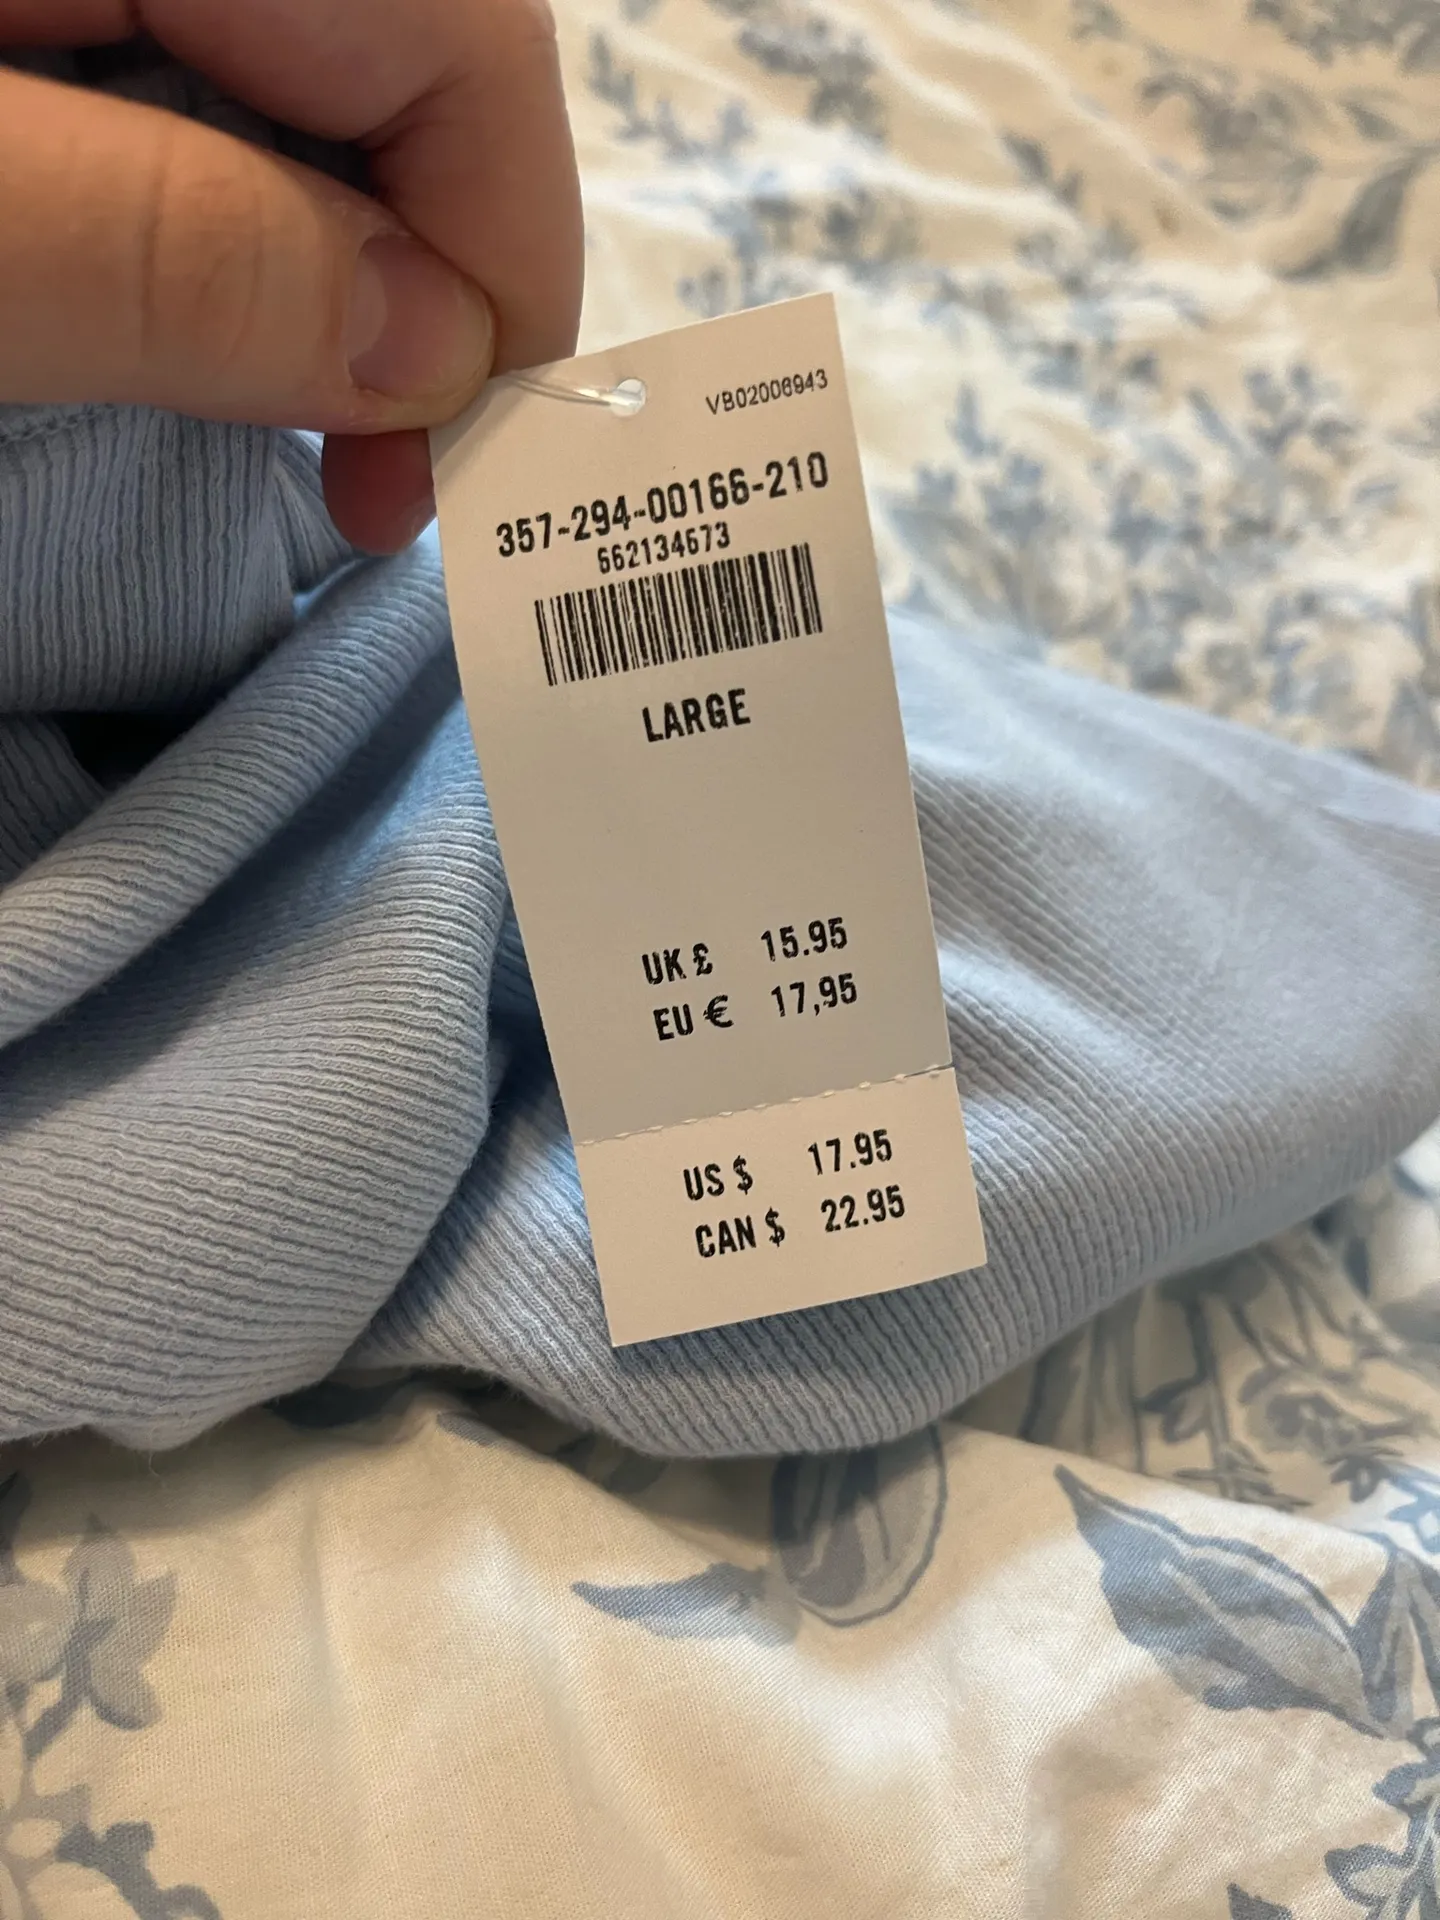 VB02006943
357-294-00166-210
662134673
LARGE
UK £ 15.95
EU € 17,95
US $ 17.95
CAN $ 22.95